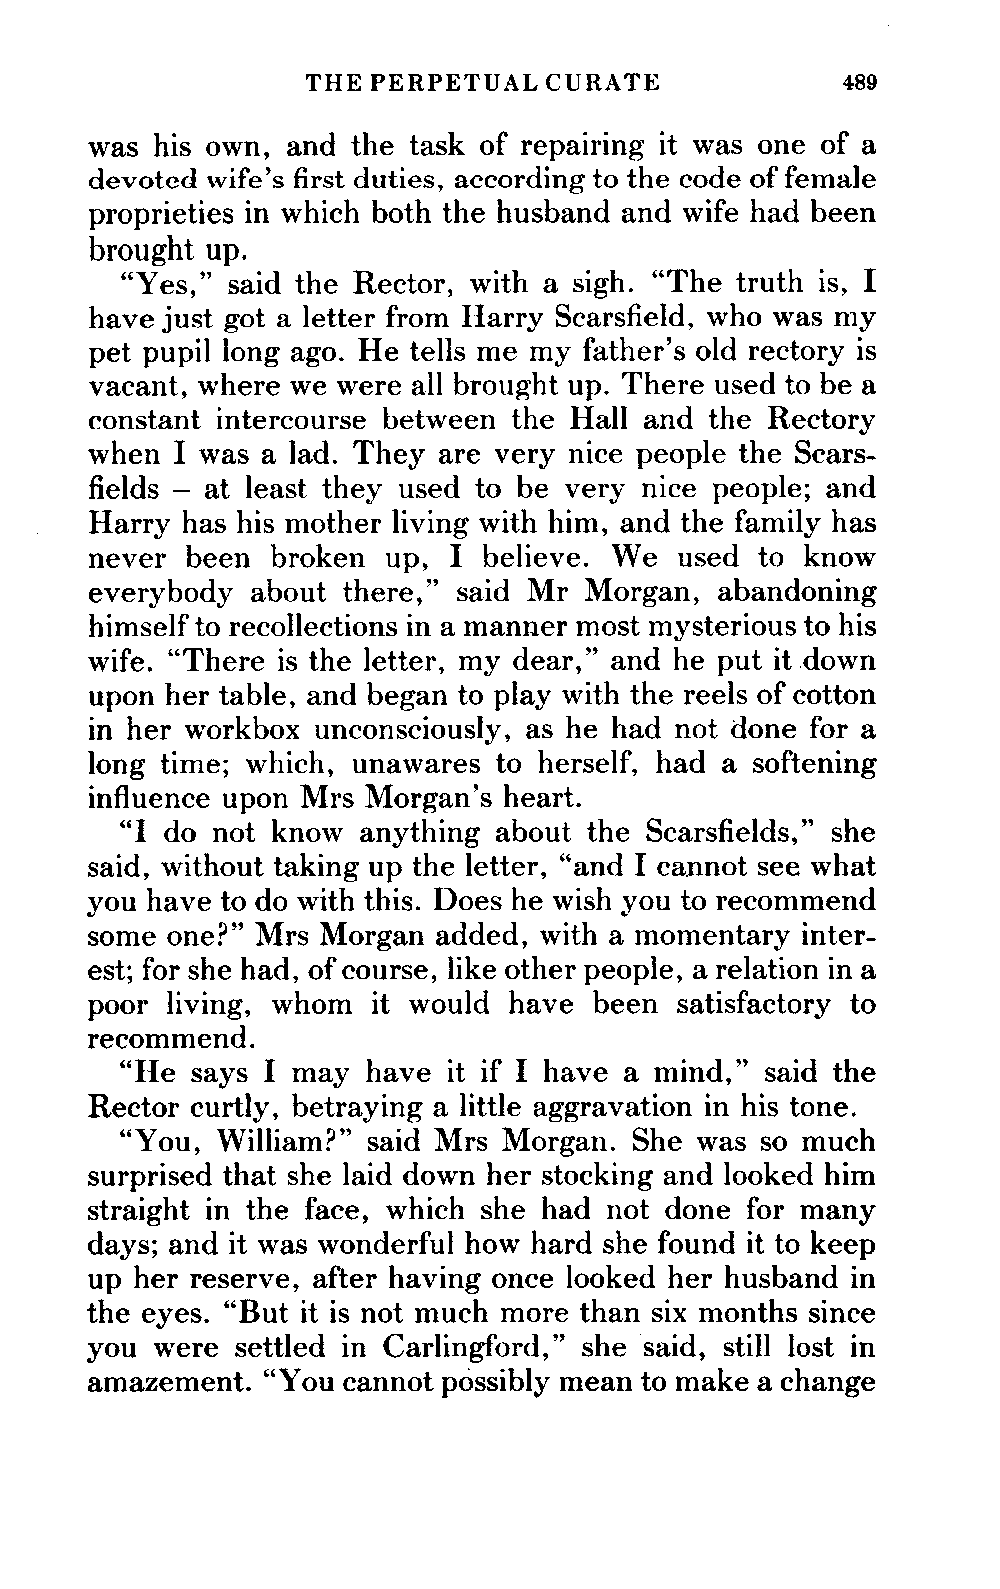 THE PERPETUAL CURATE 489
was his own, and the task of repairing it was one of a
devoted wife's first duties, according to the code of female
proprieties in which both the husband and wife had been
brought up.
“Yes,” said the Rector, with a sigh. “The truth is, I
have just got a letter from Harry Scarsfield, who was my
pet pupil long ago. He tells me my father's old rectory is
vacant, where we were all brought up. There used to be a
constant intercourse between the Hall and the Rectory
when I was a lad. They are very nice people the Scars-
fields – at least they used to be very nice people; and
Harry has his mother living with him, and the family has
never been broken up, I believe. We used to know
everybody about there,” said Mr Morgan, abandoning
himself to recollections in a manner most mysterious to his
wife. “There is the letter, my dear,” and he put it down
upon her table, and began to play with the reels of cotton
in her workbox unconsciously, as he had not done for a
long time; which, unawares to herself, had a softening
influence upon Mrs Morgan's heart.
“I do not know anything about the Scarsfields,” she
said, without taking up the letter, “and I cannot see what
you have to do with this. Does he wish you to recommend
some one?” Mrs Morgan added, with a momentary inter-
est; for she had, of course, like other people, a relation in a
poor living, whom it would have been satisfactory to
recommend.
“He says I may have it if I have a mind,” said the
Rector curtly, betraying a little aggravation in his tone.
“You, William?” said Mrs Morgan. She was so much
surprised that she laid down her stocking and looked him
straight in the face, which she had not done for many
days; and it was wonderful how hard she found it to keep
up her reserve, after having once looked her husband in
the eyes. “But it is not much more than six months since
you were settled in Carlingford,” she said, still lost in
amazement. “You cannot possibly mean to make a change